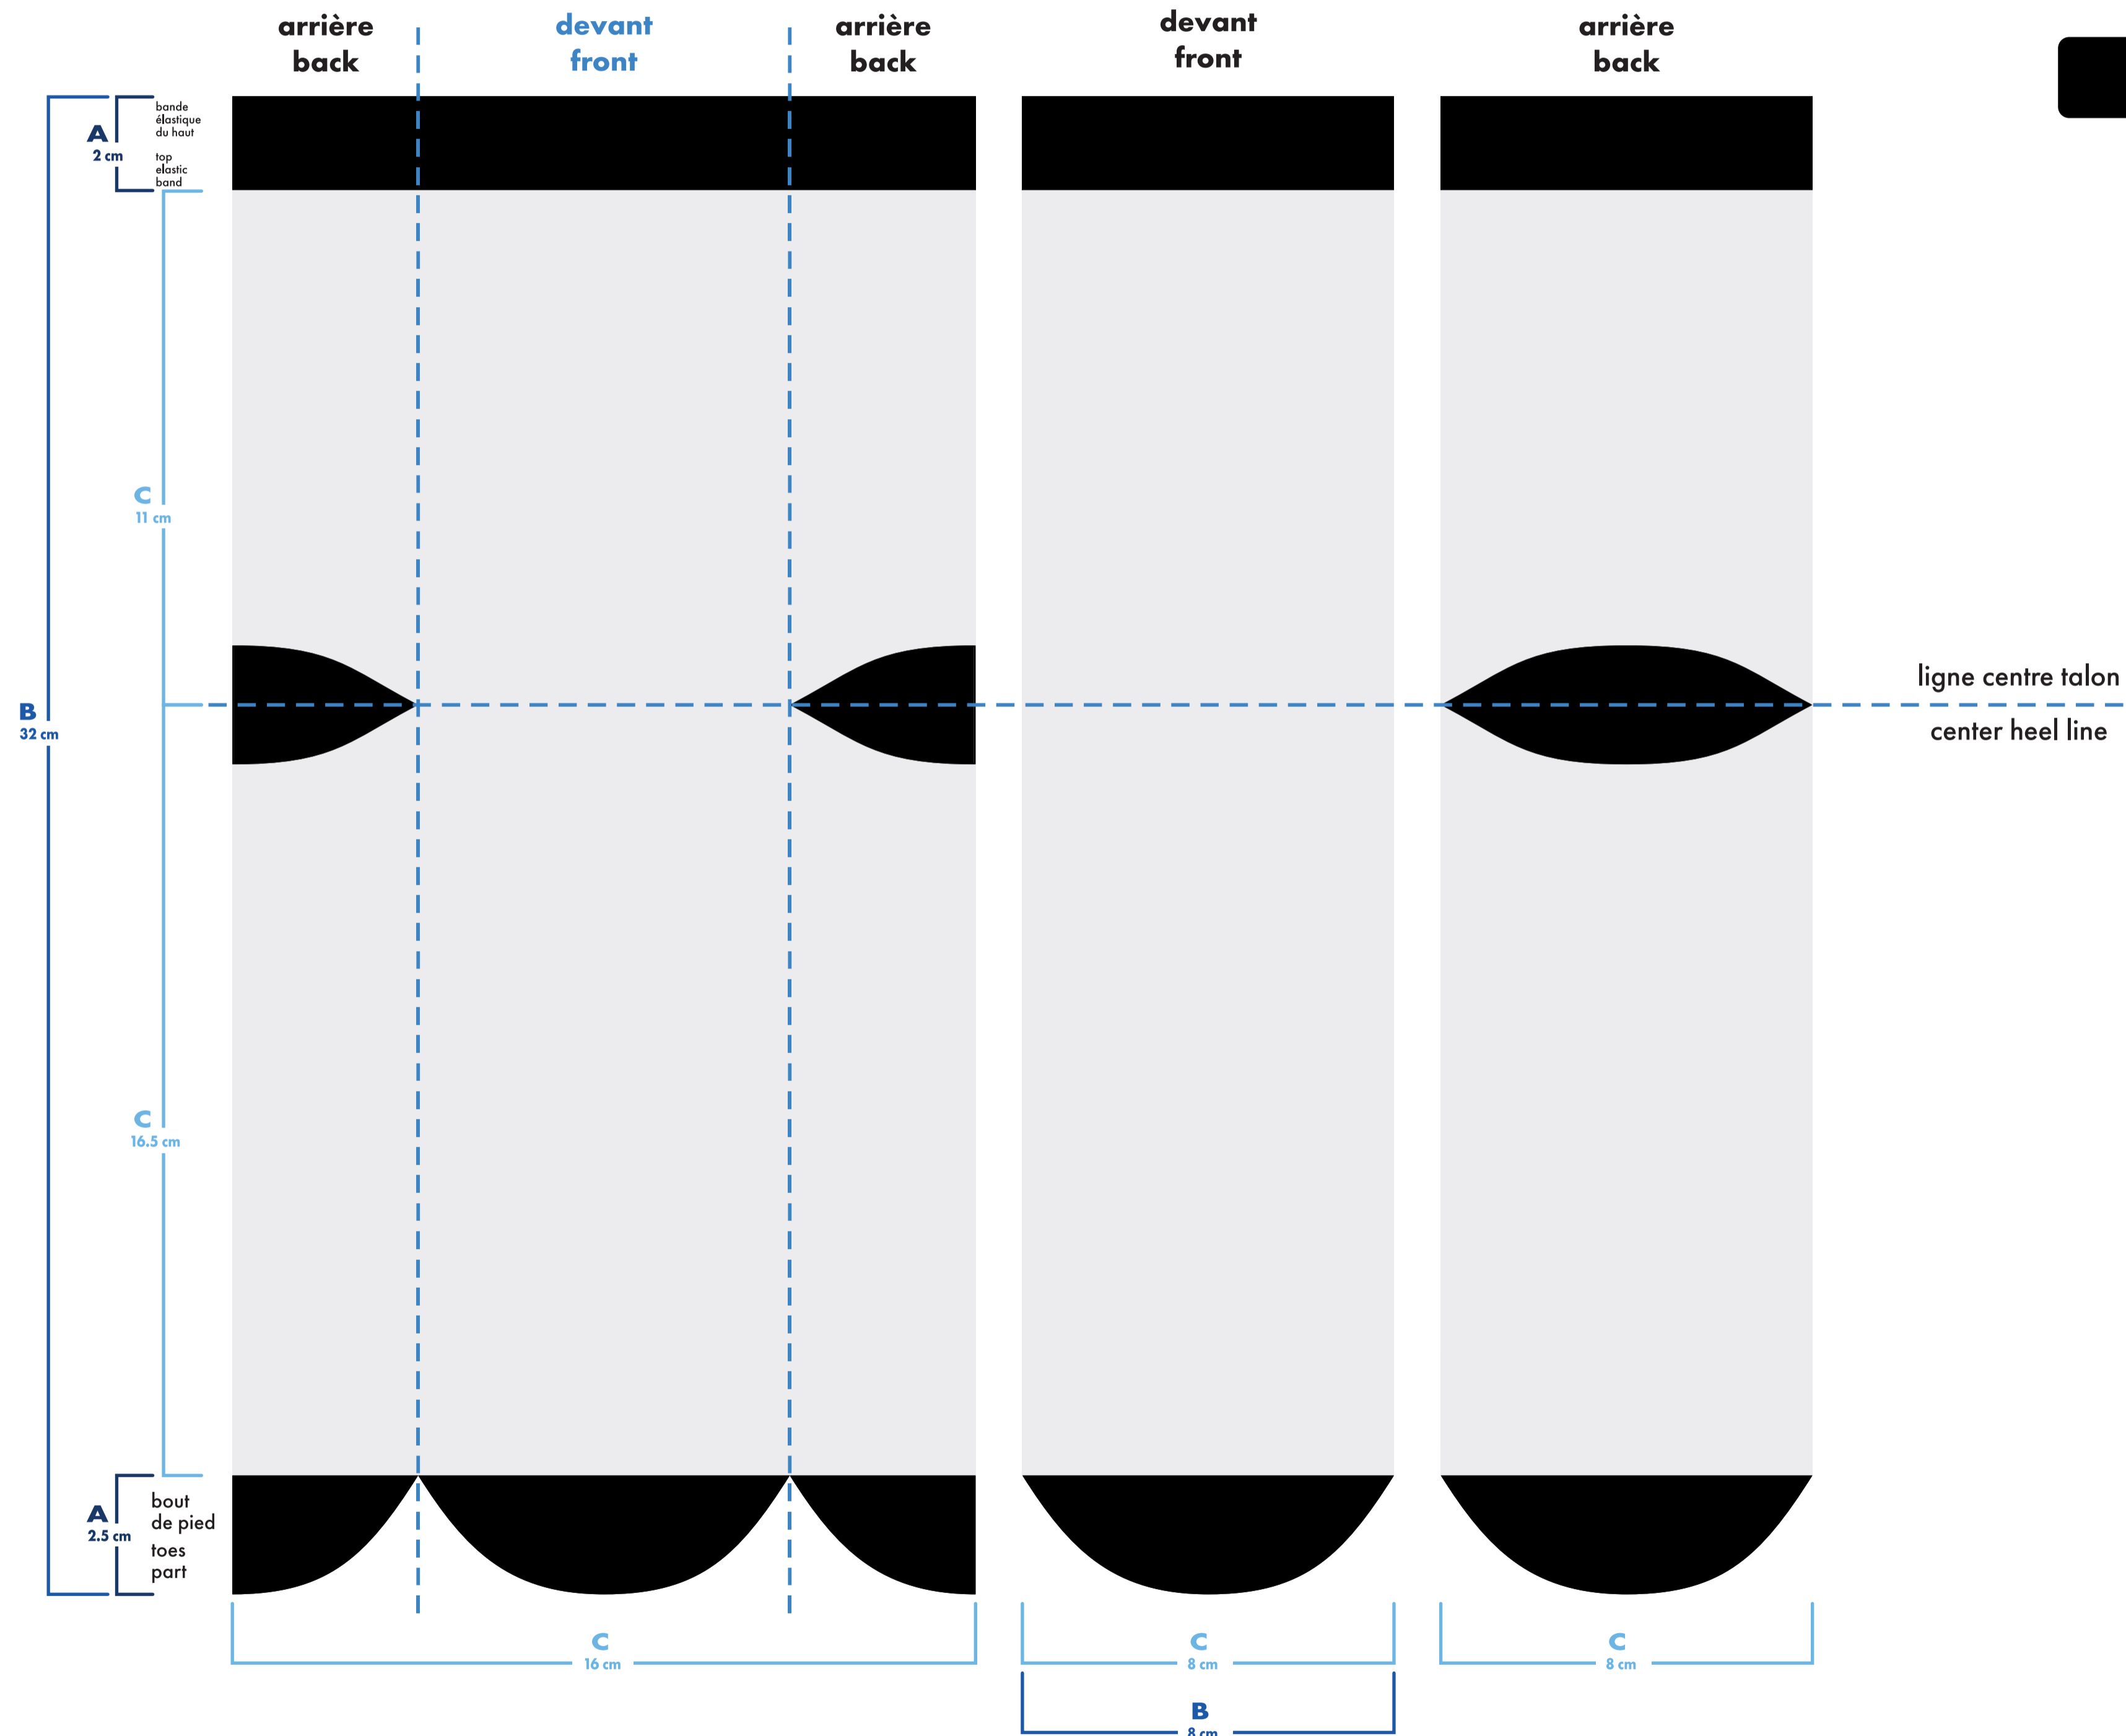 arrière
back
devant
front
arrière
back
devant
front
arrière
back
bande
élastique
du haut
top
elastic
band
A
2 cm
C
11 cm
B
32 cm
ligne centre talon
center heel line
C
16.5 cm
A
2.5 cm
bout
de pied
toes
part
C
16 cm
C
8 cm
C
8 cm
B
8 cm